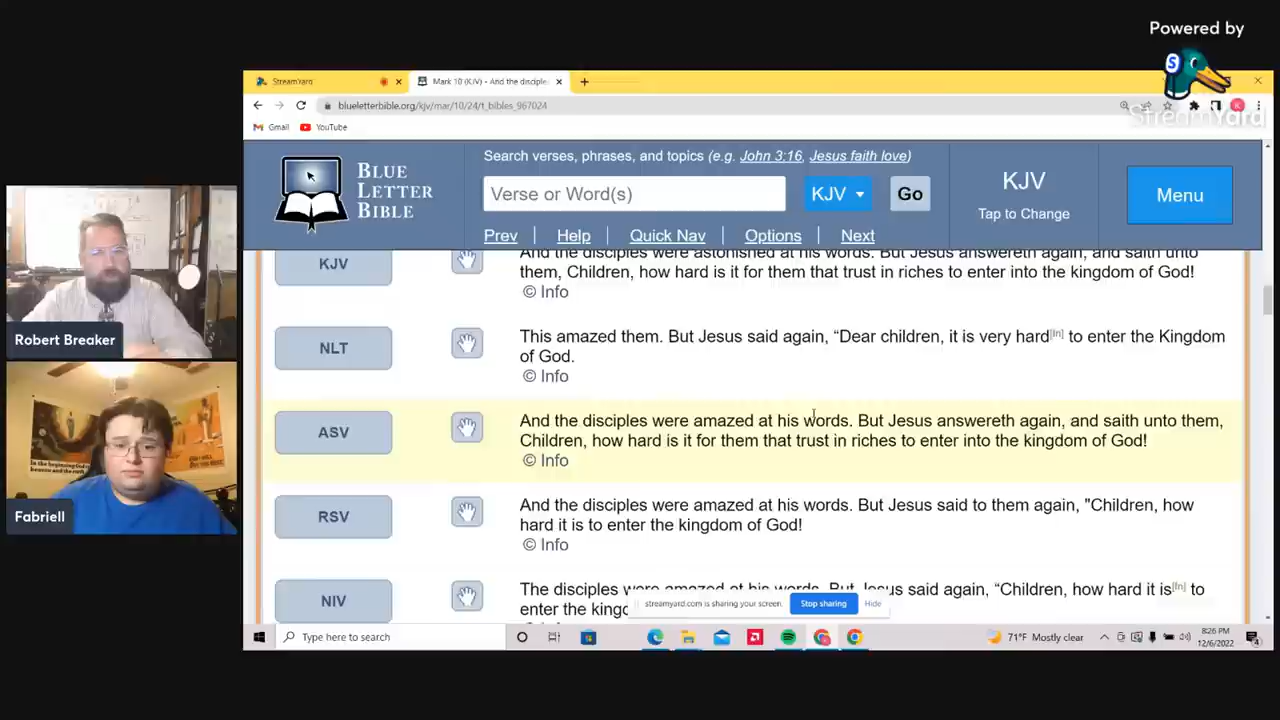 Powered by
StreamYard
StreamYard
Mark 10 (KJV) - And the disciple
blueletterbible.org/kjv/mar/10/24/t_bibles_967024
Gmail
YouTube
BLUE
LETTER
BIBLE
Search verses, phrases, and topics (e.g. John 3:16, Jesus faith love)
Verse or Word(s)
KJV
Go
KJV
Tap to Change
Menu
Prev
Help
Quick Nav
Options
Next
KJV
And the disciples were astonished at his words. But Jesus answereth again, and saith unto
them, Children, how hard is it for them that trust in riches to enter into the kingdom of God!
© Info
NLT
This amazed them. But Jesus said again, “Dear children, it is very hard[fn] to enter the Kingdom
of God.
© Info
ASV
And the disciples were amazed at his words. But Jesus answereth again, and saith unto them,
Children, how hard is it for them that trust in riches to enter into the kingdom of God!
© Info
RSV
And the disciples were amazed at his words. But Jesus said to them again, "Children, how
hard it is to enter the kingdom of God!
© Info
NIV
The disciples were amazed at his words. But Jesus said again, “Children, how hard it is[fn] to
enter the kingd
streamyard.com is sharing your screen.
Stop sharing
Hide
Type here to search
71°F Mostly clear
8:26 PM
12/6/2022
Robert Breaker
In the beginning
Fabriell